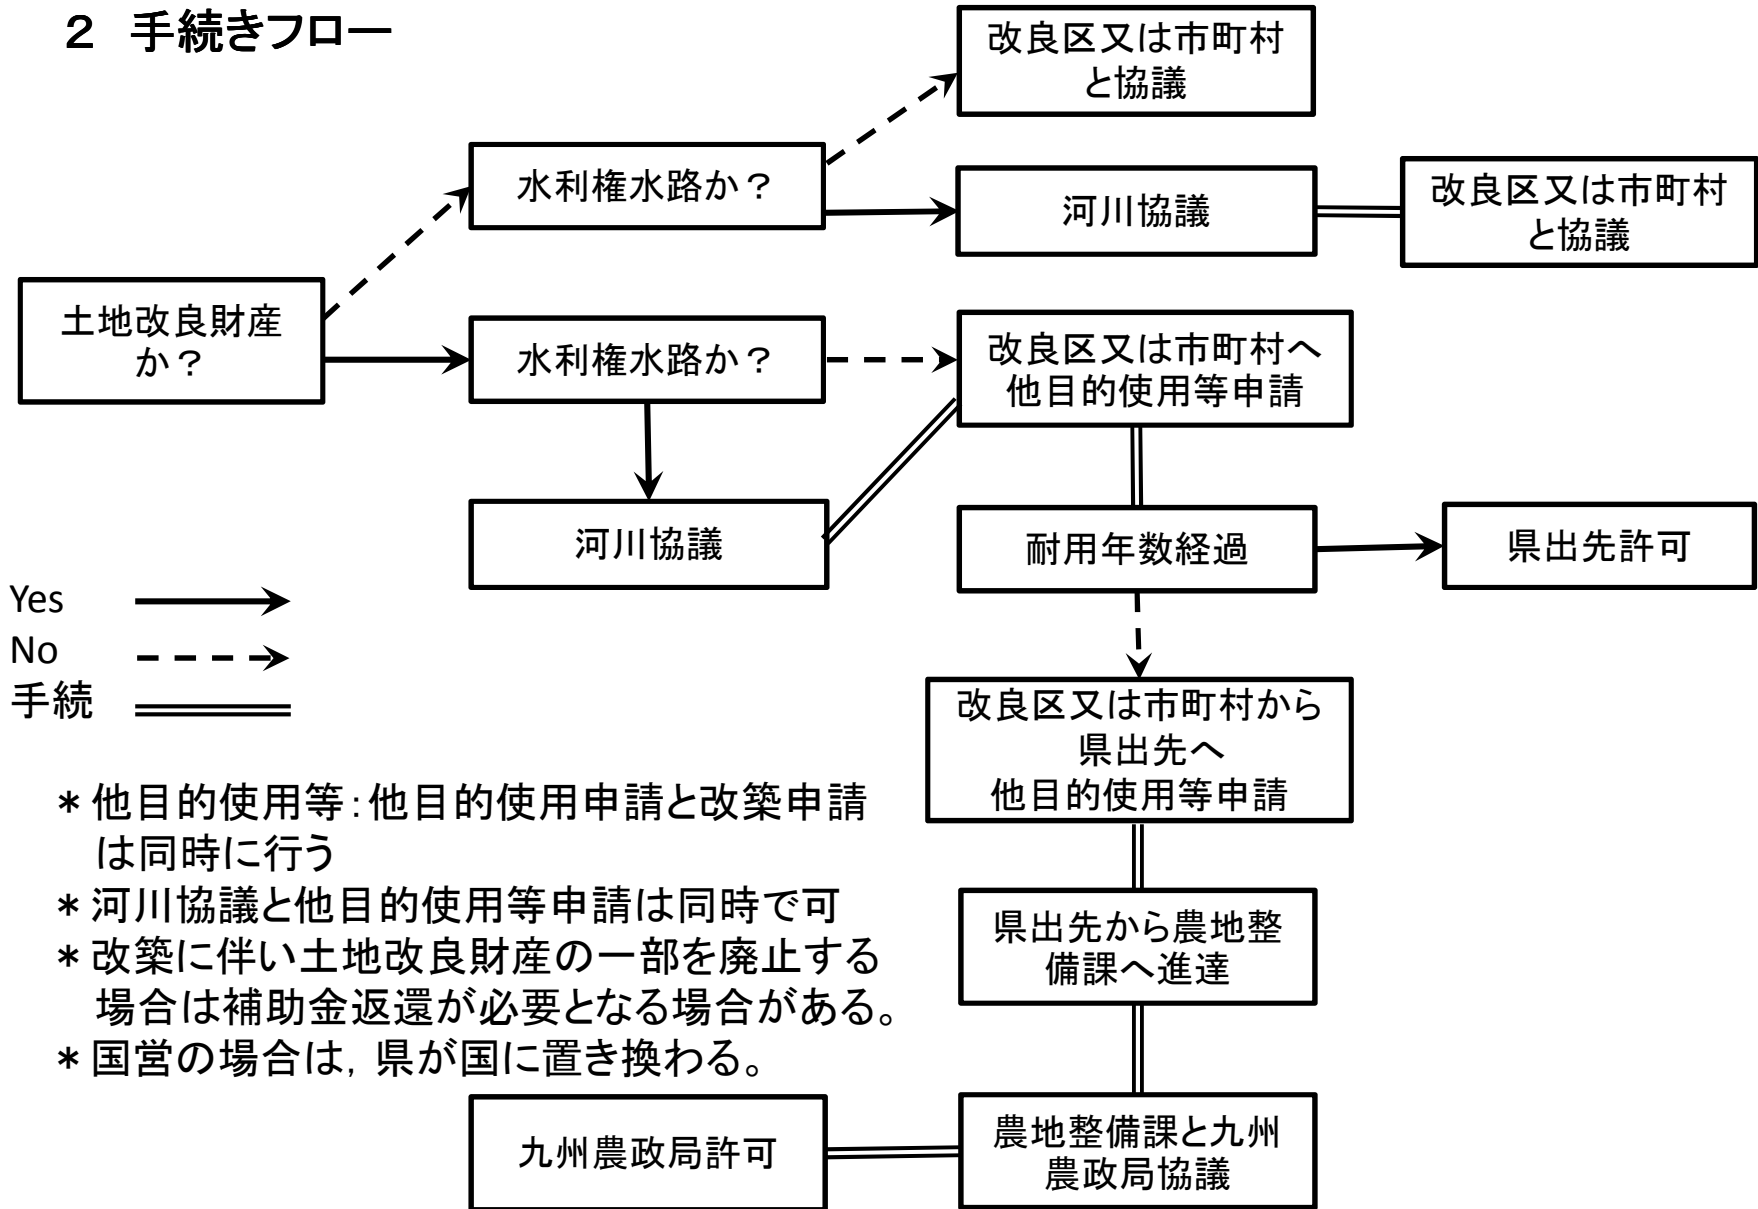 ２　手続きフロー
改良区又は市町村
と協議
水利権水路か？
河川協議
改良区又は市町村
と協議
土地改良財産
か？
水利権水路か？
改良区又は市町村へ
他目的使用等申請
河川協議
耐用年数経過
県出先許可
Yes
No
手続
改良区又は市町村から
県出先へ
他目的使用等申請
＊他目的使用等：他目的使用申請と改築申請
は同時に行う
＊河川協議と他目的使用等申請は同時で可
＊改築に伴い土地改良財産の一部を廃止する
場合は補助金返還が必要となる場合がある。
＊国営の場合は，県が国に置き換わる。
県出先から農地整
備課へ進達
農地整備課と九州
農政局協議
九州農政局許可